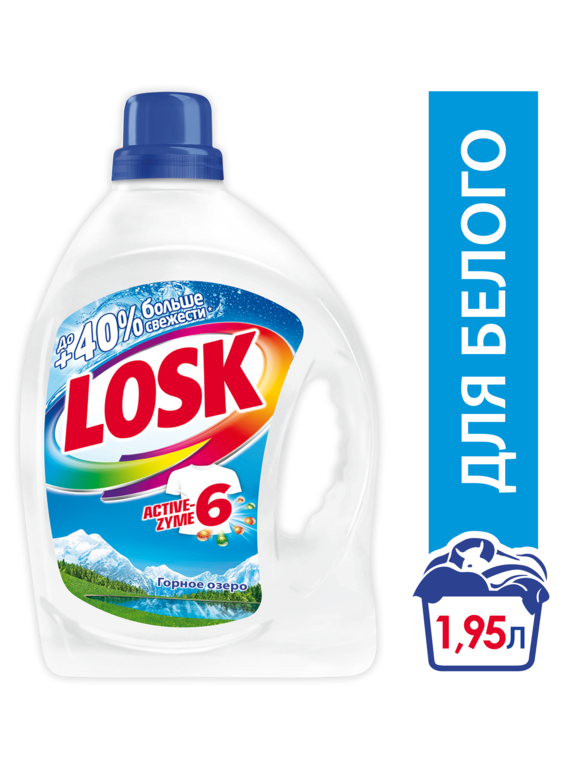 до +40% больше
свежести*
LOSK
ACTIVE-
ZYME 6
Горное озеро
ДЛЯ БЕЛОГО
1,95л